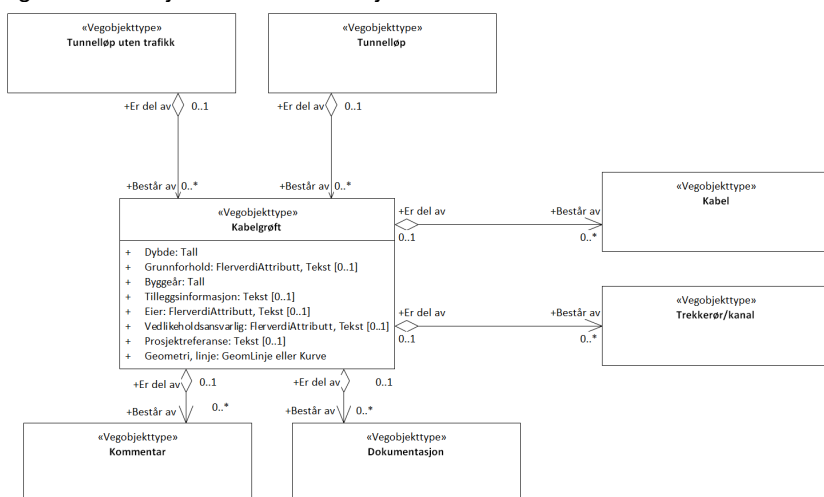 «Vegobjekttype»
Tunnelløp uten trafikk
«Vegobjekttype»
Tunnelløp
+Er del av
0..1
+Er del av
0..1
+Består av
0..*
+Består av
0..*
«Vegobjekttype»
Kabelgrøft
+ Dybde: Tall
+ Grunnforhold: FlerverdiAttributt, Tekst [0..1]
+ Byggeår: Tall
+ Tilleggsinformasjon: Tekst [0..1]
+ Eier: FlerverdiAttributt, Tekst [0..1]
+ Vedlikeholdsansvarlig: FlerverdiAttributt, Tekst [0..1]
+ Prosjektreferanse: Tekst [0..1]
+ Geometri, linje: GeomLinje eller Kurve
+Er del av
0..1
+Består av
0..*
«Vegobjekttype»
Kabel
+Er del av
0..1
+Består av
0..*
«Vegobjekttype»
Trekkerør/kanal
+Er del av
0..1
+Består av
0..*
+Er del av
0..1
+Består av
0..*
«Vegobjekttype»
Kommentar
«Vegobjekttype»
Dokumentasjon